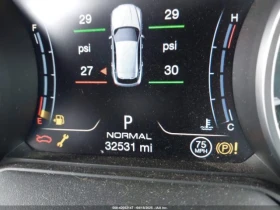 29 29
F H
psi psi
27 30
E P C
NORMAL
32531 mi
75
MPH